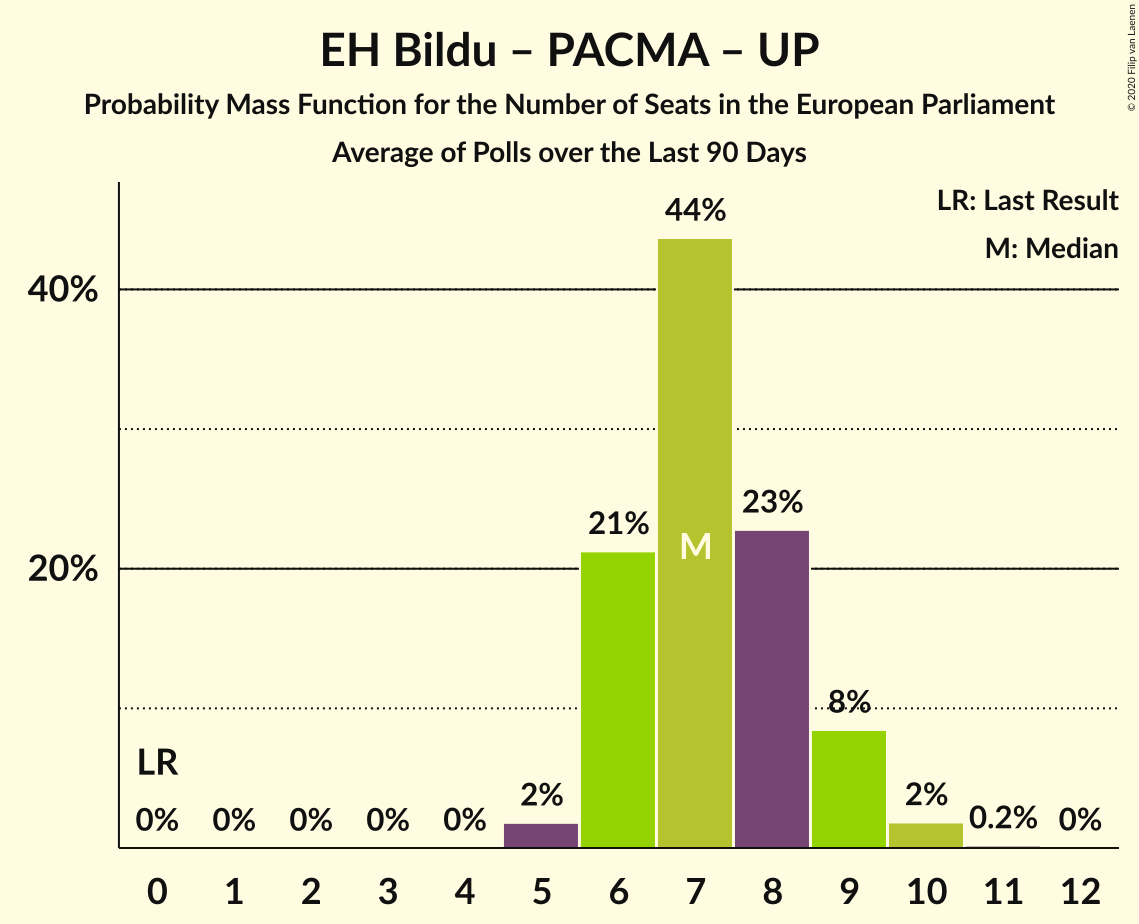 EH Bildu – PACMA – UP
Probability Mass Function for the Number of Seats in the European Parliament
Average of Polls over the Last 90 Days
© 2020 Filip van Laenen
LR: Last Result
M: Median
44%
40%
23%
21%
M
20%
8%
LR
2%
2%
0%
0%
0%
0%
0%
0.2%
0%
0 1 2 3 4 5 6 7 8 9 10 11 12